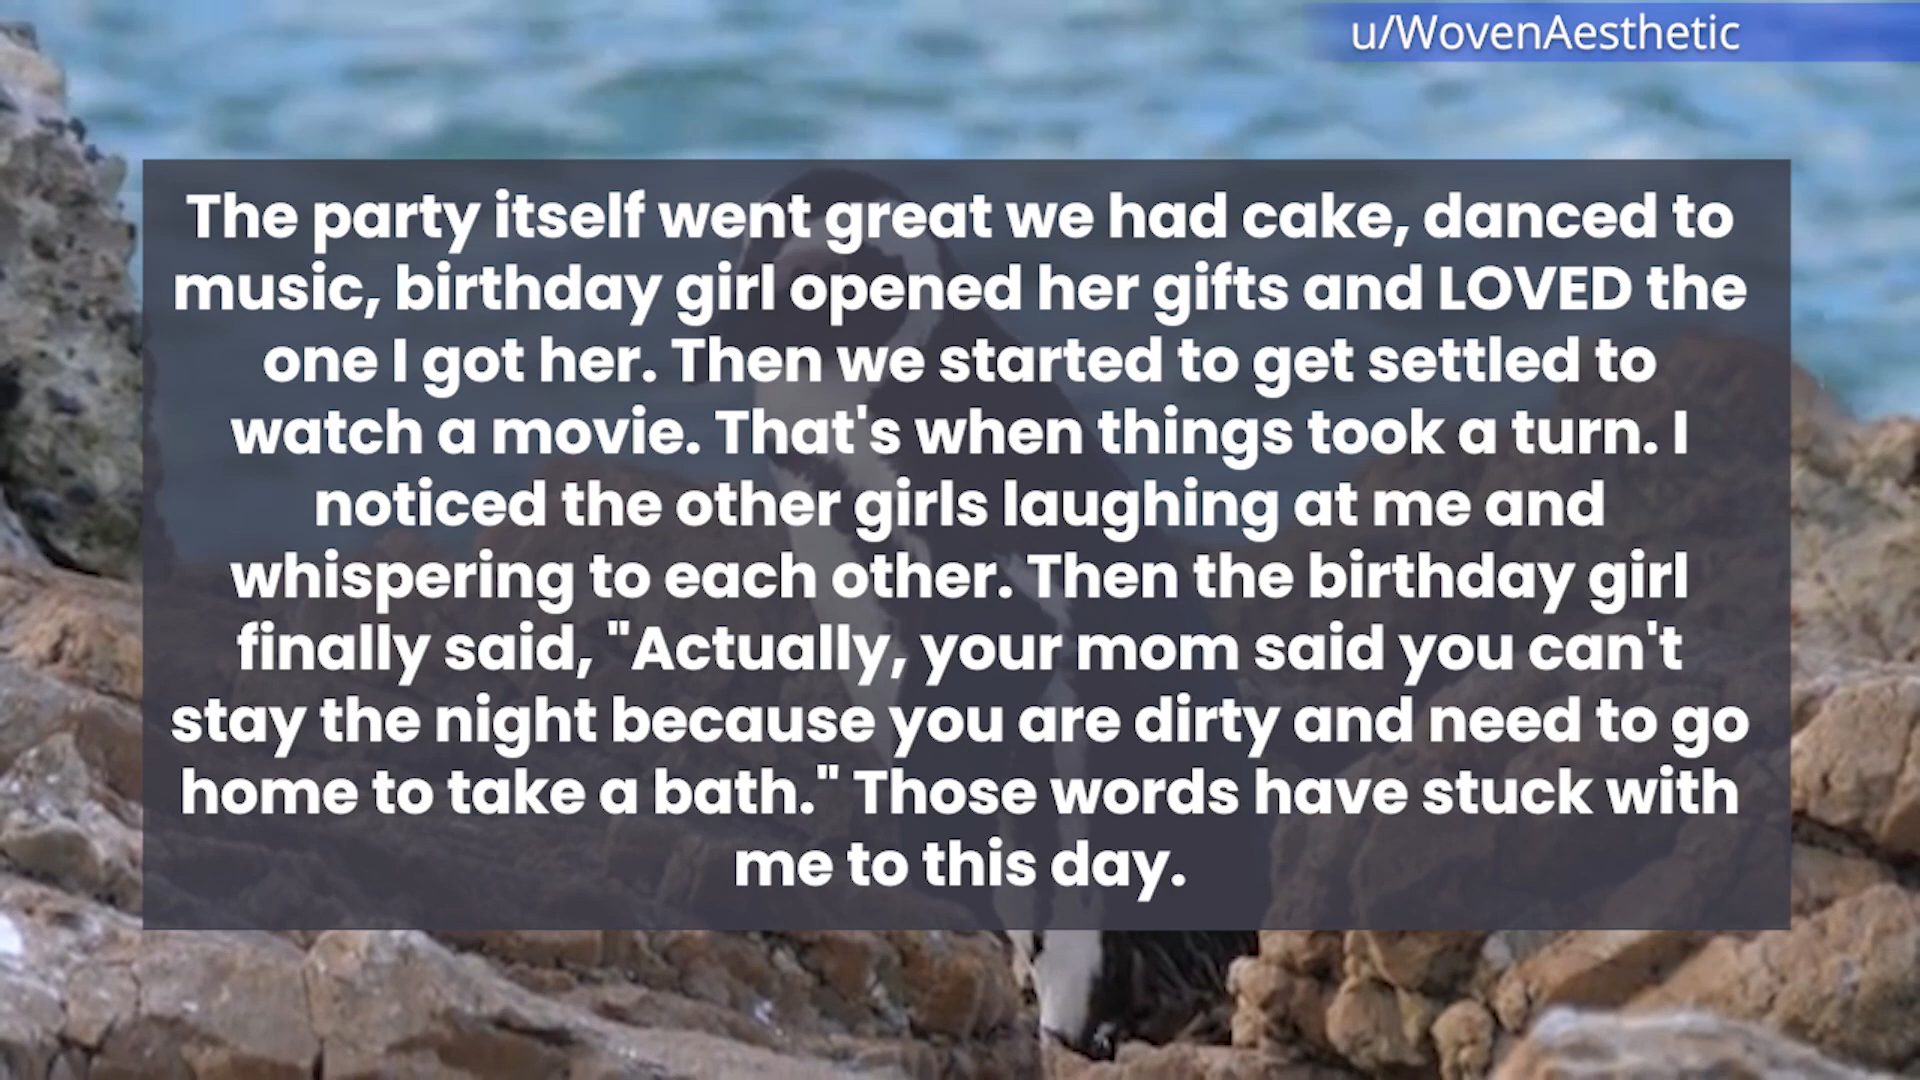 u/WovenAesthetic
The party itself went great we had cake, danced to
music, birthday girl opened her gifts and LOVED the
one I got her. Then we started to get settled to
watch a movie. That's when things took a turn. I
noticed the other girls laughing at me and
whispering to each other. Then the birthday girl
finally said, "Actually, your mom said you can't
stay the night because you are dirty and need to go
home to take a bath." Those words have stuck with
me to this day.